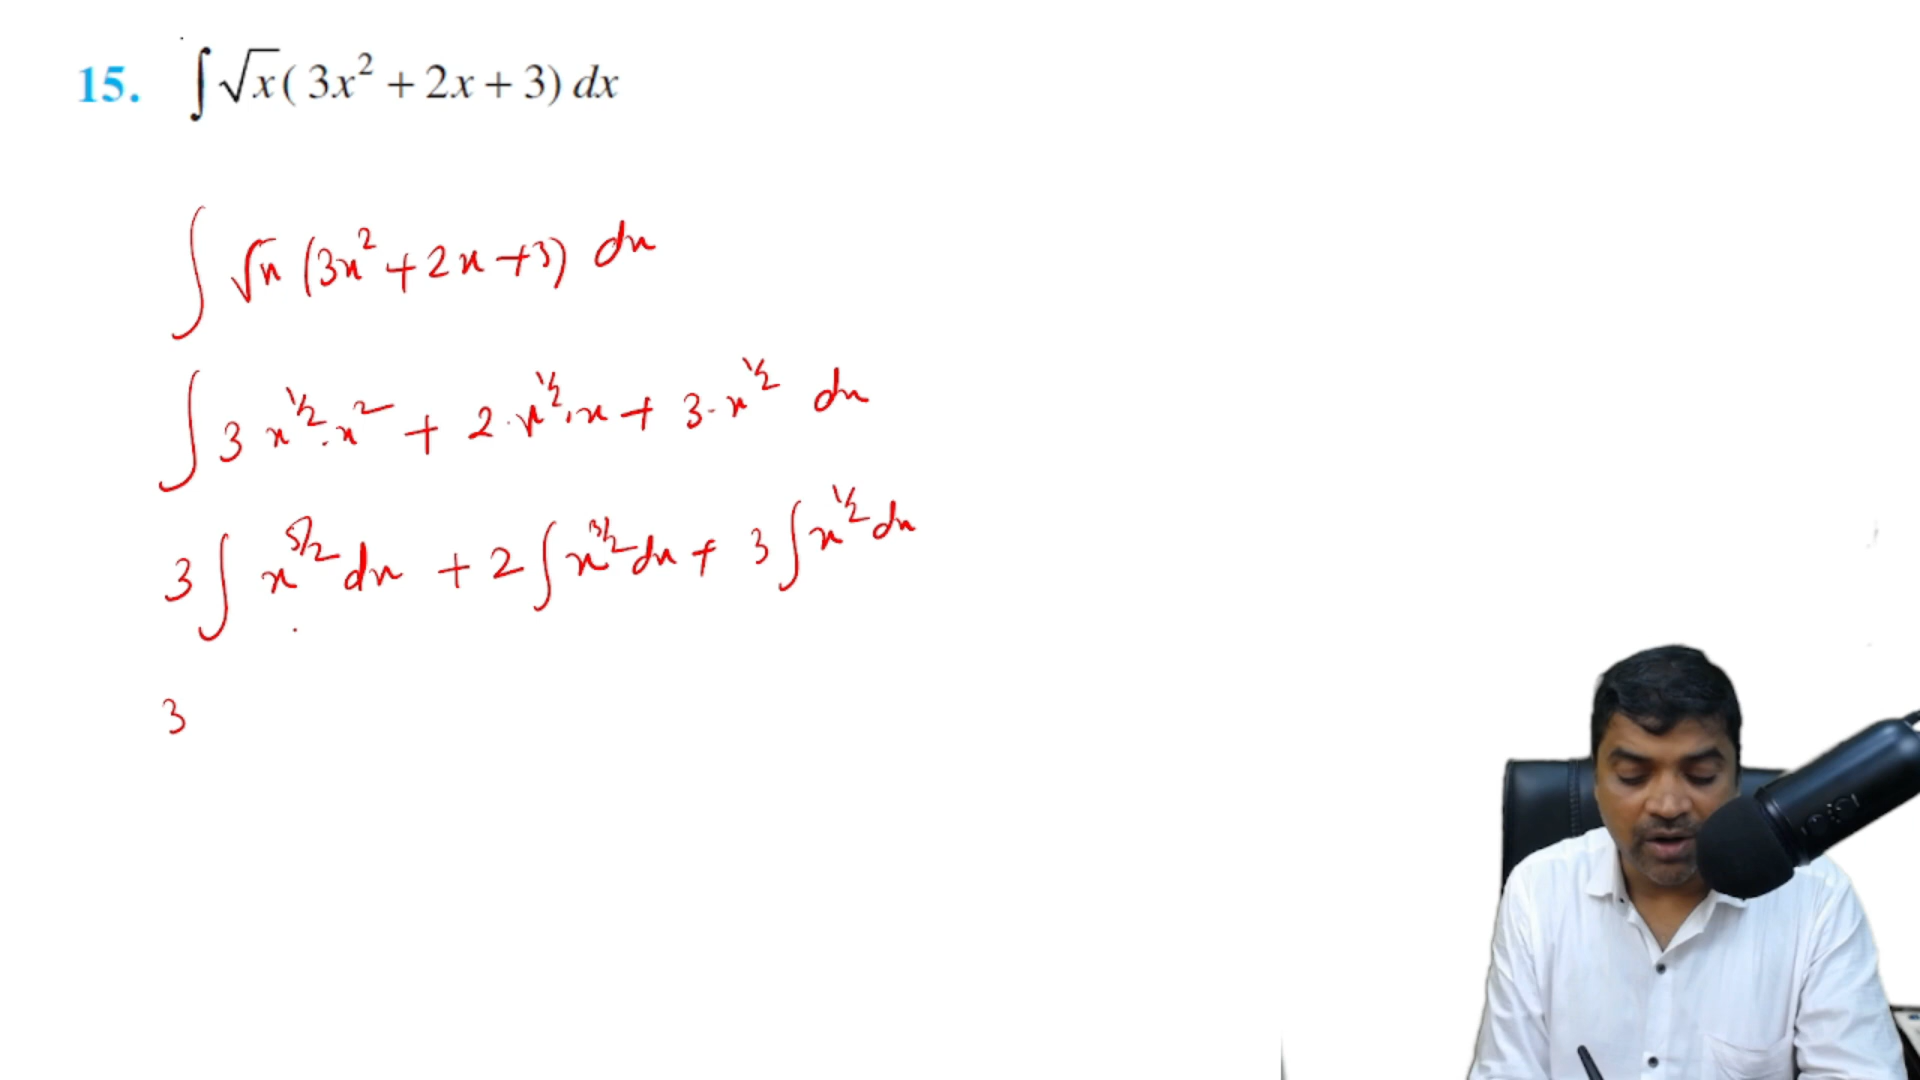 15. ∫√x( 3x² + 2x + 3) dx
∫ √x (3x² + 2x + 3) dx
∫ 3 x^½ · x² + 2 · x^½ · x + 3 · x^½ dx
3 ∫ x^5/2 dx + 2 ∫ x^3/2 dx + 3 ∫ x^½ dx
3